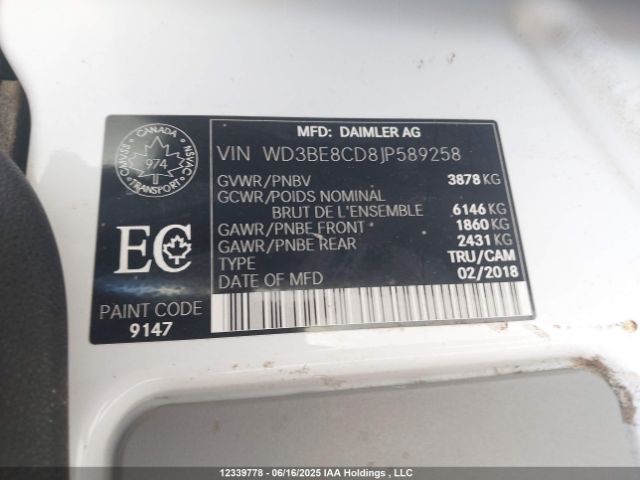 MFD: DAIMLER AG
VIN WD3BE8CD8JP589258
GVWR/PNBV 3878 KG
GCWR/POIDS NOMINAL
BRUT DE L'ENSEMBLE 6146 KG
GAWR/PNBE FRONT 1860 KG
GAWR/PNBE REAR 2431 KG
TYPE TRU/CAM
DATE OF MFD 02/2018
CANADA
CMVSS 974 NSVAC
TRANSPORT
EC
PAINT CODE
9147
12339778 - 06/16/2025 IAA Holdings , LLC